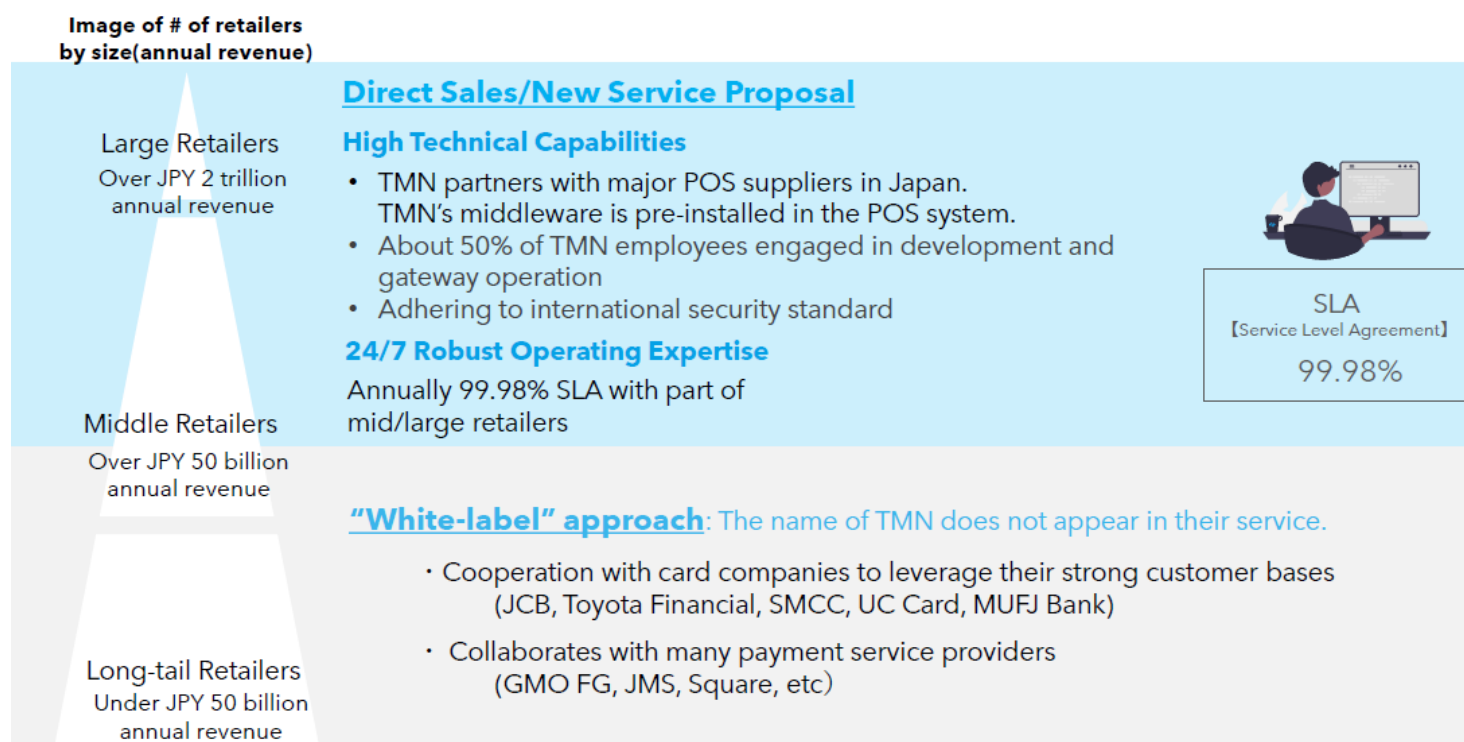 Image of # of retailers
by size(annual revenue)
Direct Sales/New Service Proposal
High Technical Capabilities
Large Retailers
Over JPY 2 trillion
annual revenue
• TMN partners with major POS suppliers in Japan.
TMN’s middleware is pre-installed in the POS system.
• About 50% of TMN employees engaged in development and
gateway operation
• Adhering to international security standard
SLA
【Service Level Agreement】
99.98%
24/7 Robust Operating Expertise
Annually 99.98% SLA with part of
mid/large retailers
Middle Retailers
Over JPY 50 billion
annual revenue
“White-label” approach: The name of TMN does not appear in their service.
・Cooperation with card companies to leverage their strong customer bases
(JCB, Toyota Financial, SMCC, UC Card, MUFJ Bank)
・ Collaborates with many payment service providers
(GMO FG, JMS, Square, etc）
Long-tail Retailers
Under JPY 50 billion
annual revenue